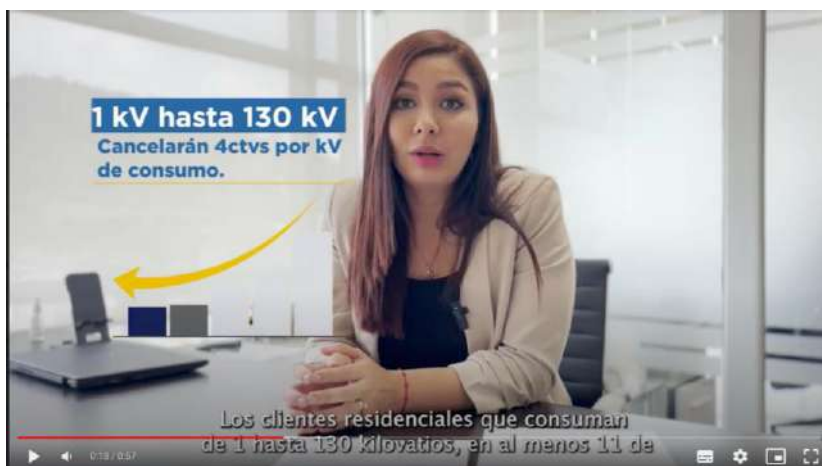 1 kV hasta 130 kV
Cancelarán 4ctvs por kV
de consumo.
Los clientes residenciales que consuman
de 1 hasta 130 kilovatios, en al menos 11 de
0:13 / 0:57